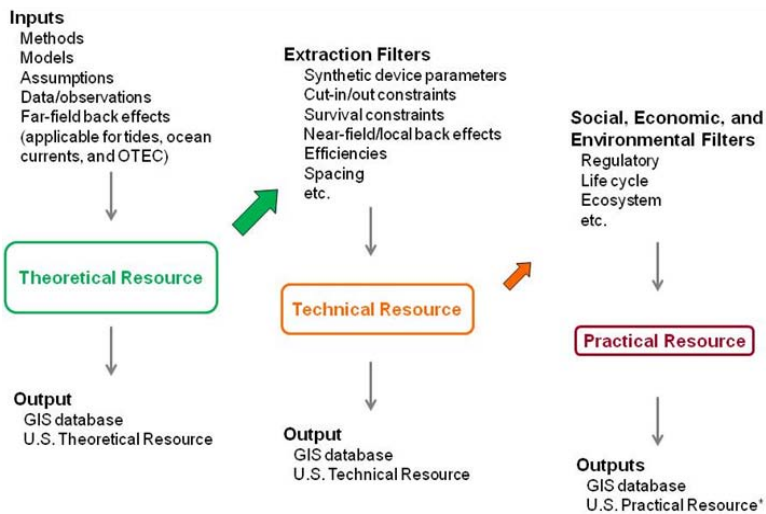 Inputs
Methods
Models
Assumptions
Data/observations
Far-field back effects
(applicable for tides, ocean
currents, and OTEC)
Theoretical Resource
Output
GIS database
U.S. Theoretical Resource
Extraction Filters
Synthetic device parameters
Cut-in/out constraints
Survival constraints
Near-field/local back effects
Efficiencies
Spacing
etc.
Technical Resource
Output
GIS database
U.S. Technical Resource
Social, Economic, and
Environmental Filters
Regulatory
Life cycle
Ecosystem
etc.
Practical Resource
Outputs
GIS database
U.S. Practical Resource*